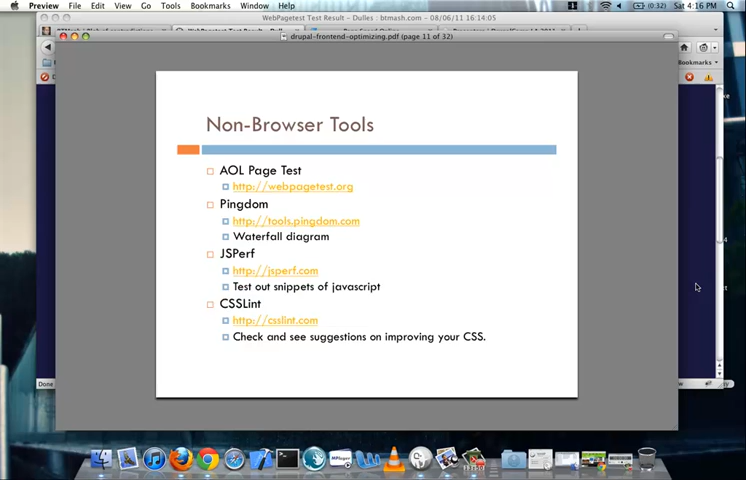 Preview File Edit View Go Tools Bookmarks Window Help (0:32) Sat 4:16 PM
WebPagetest Test Result – Dulles : btmash.com – 08/06/11 16:14:05
drupal-frontend-optimizing.pdf (page 11 of 32)
Bookmarks
Non-Browser Tools
AOL Page Test
http://webpagetest.org
Pingdom
http://tools.pingdom.com
Waterfall diagram
JSPerf
http://jsperf.com
Test out snippets of javascript
CSSLint
http://csslint.com
Check and see suggestions on improving your CSS.
Done